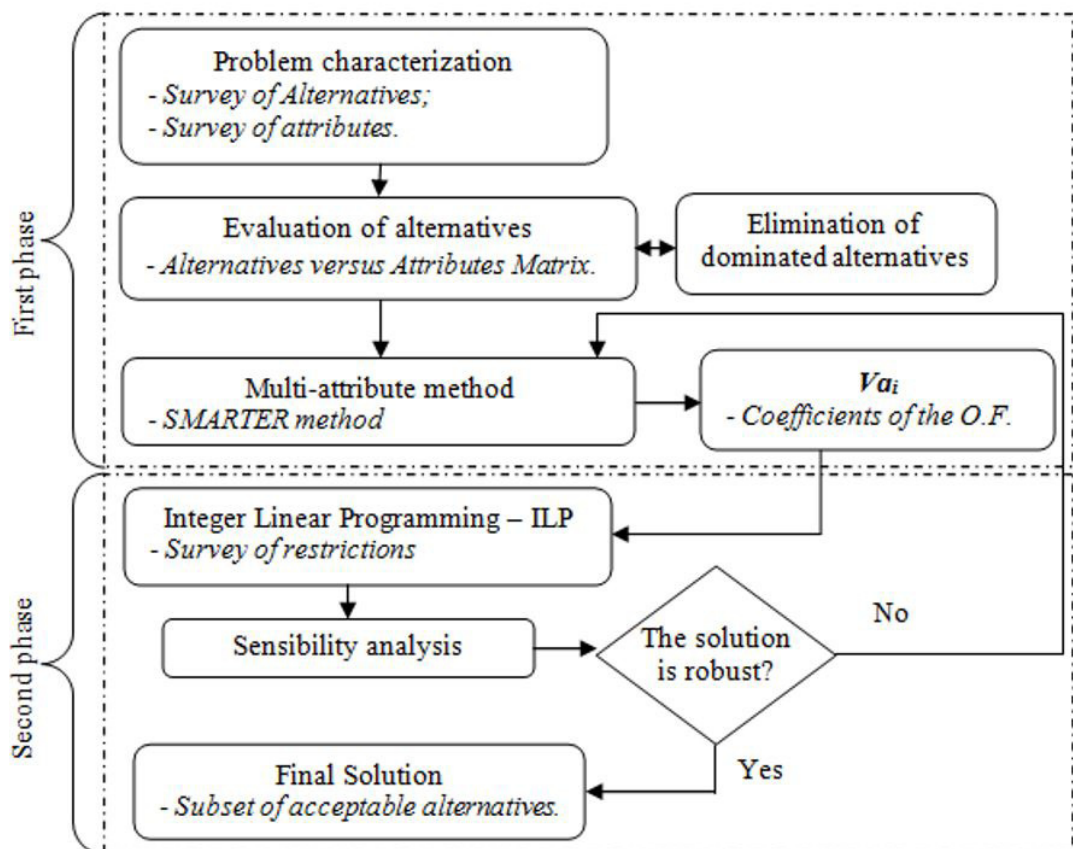 First phase
Problem characterization
- Survey of Alternatives;
- Survey of attributes.
Evaluation of alternatives
- Alternatives versus Attributes Matrix.
Elimination of
dominated alternatives
Multi-attribute method
- SMARTER method
Vaᵢ
- Coefficients of the O.F.
Second phase
Integer Linear Programming – ILP
- Survey of restrictions
Sensibility analysis
The solution
is robust?
No
Yes
Final Solution
- Subset of acceptable alternatives.